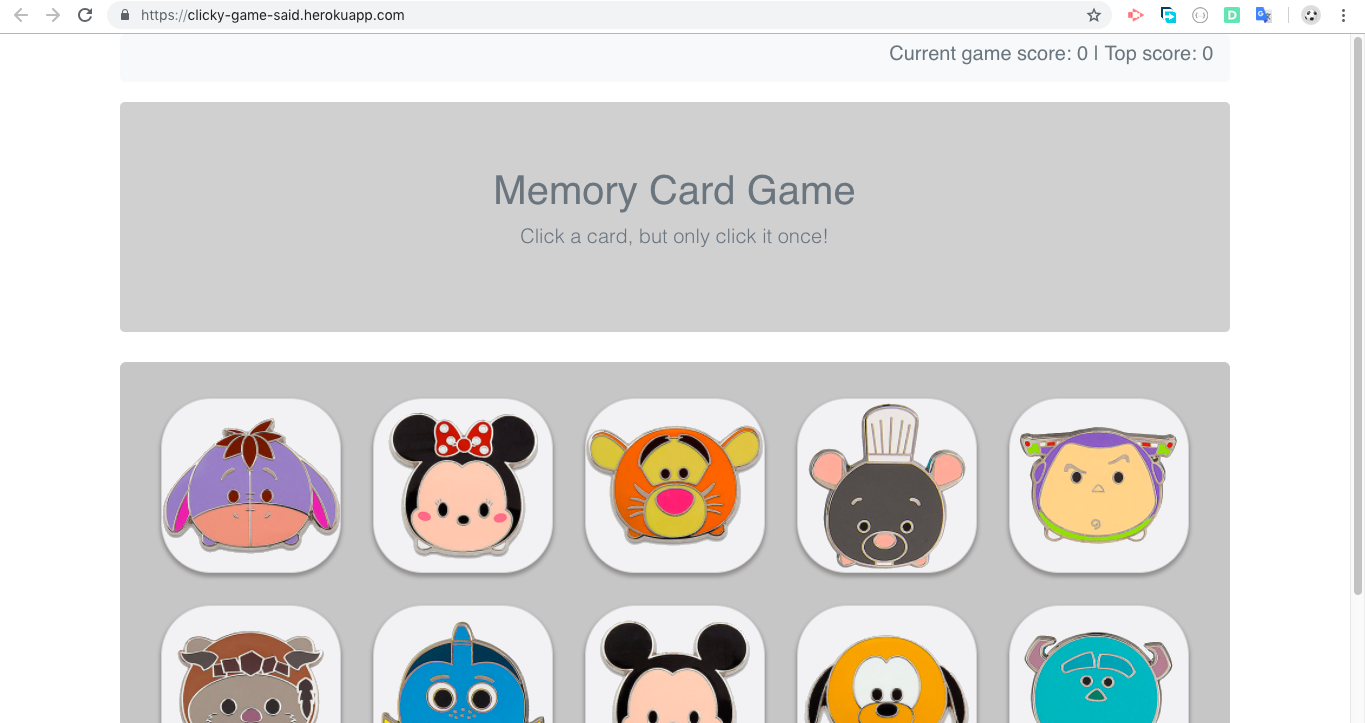 https://clicky-game-said.herokuapp.com
Current game score: 0 | Top score: 0
Memory Card Game
Click a card, but only click it once!